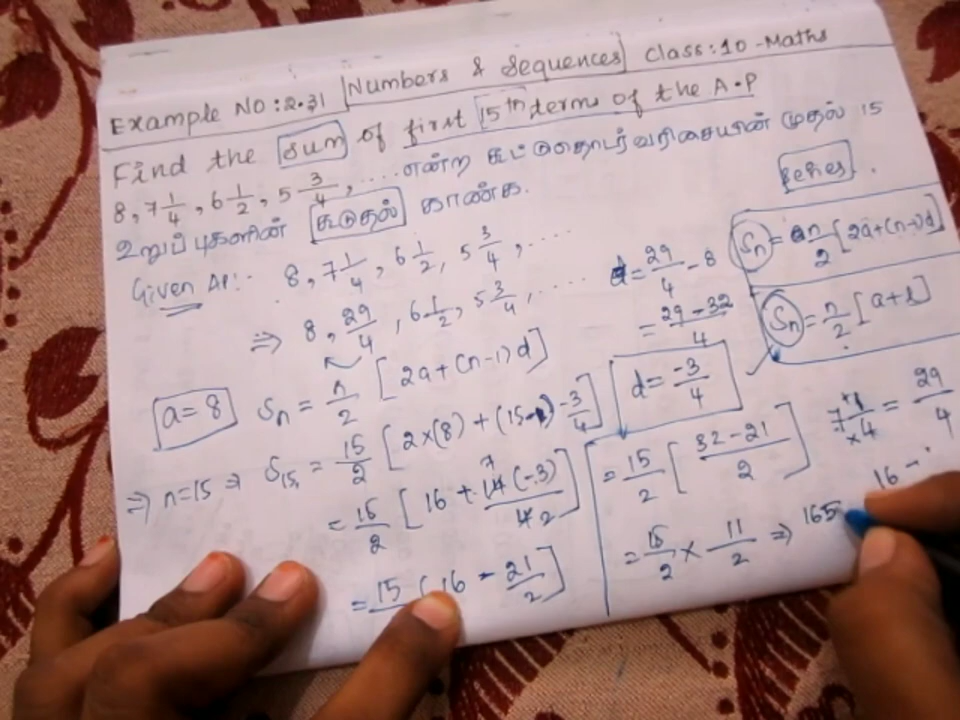 Example NO : 2.31 Numbers & Sequences Class : 10 - Maths
Find the sum of first 15th terms of the A.P
8, 7 1/4, 6 1/2, 5 3/4, .... என்ற கூட்டுதொடர் வரிசையின் முதல் 15
உறுப்புகளின் கூடுதல் காண்க. series.
Given AP:- 8, 7 1/4, 6 1/2, 5 3/4, ....
⇒ 8, 29/4, 6 1/2, 5 3/4, ....
a = 8 Sn = n/2 [2a+(n-1)d]
⇒ n=15 ⇒ S15 = 15/2 [2×(8) + (15-1) -3/4]
= 15/2 [16 + 14(-3)/4 2]
= 15 [16 - 21/2]
d = 29/4 - 8
= 29-32/4
d = -3/4
Sn = n/2 [2a+(n-1)d]
Sn = n/2 [a+l]
= 15/2 [32-21/2]
= 15/2 × 11/2 ⇒ 165
7 1/4 = 29/4
16 -